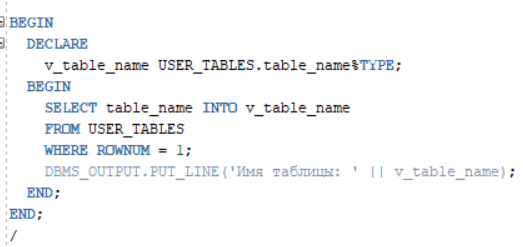 BEGIN
DECLARE
v_table_name USER_TABLES.table_name%TYPE;
BEGIN
SELECT table_name INTO v_table_name
FROM USER_TABLES
WHERE ROWNUM = 1;
DBMS_OUTPUT.PUT_LINE('Имя таблицы: ' || v_table_name);
END;
END;
/